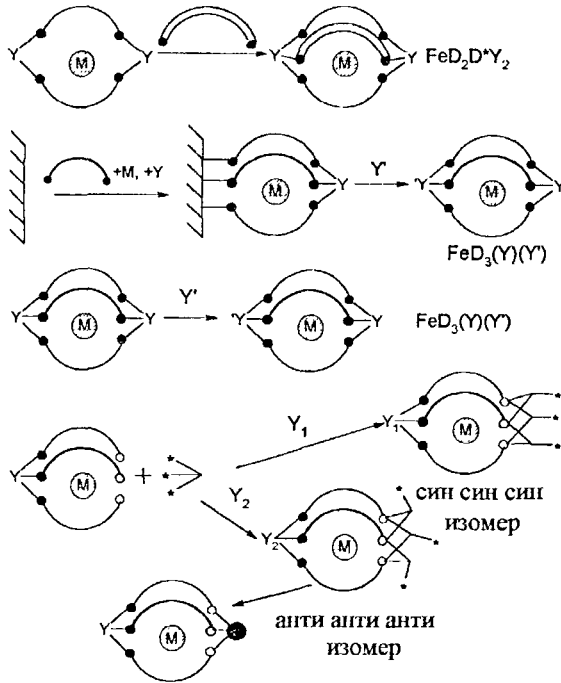 Y M Y
Y M Y FeD₂D*Y₂
+M, +Y
M Y
Y'
'Y M Y
FeD₃(Y)(Y')
Y M Y
Y'
'Y M Y
FeD₃(Y)(Y')
Y M + * * *
Y₁
Y₁ M * * *
син син син
изомер
Y₂
Y₂ M * * *
анти анти анти
изомер
Y M